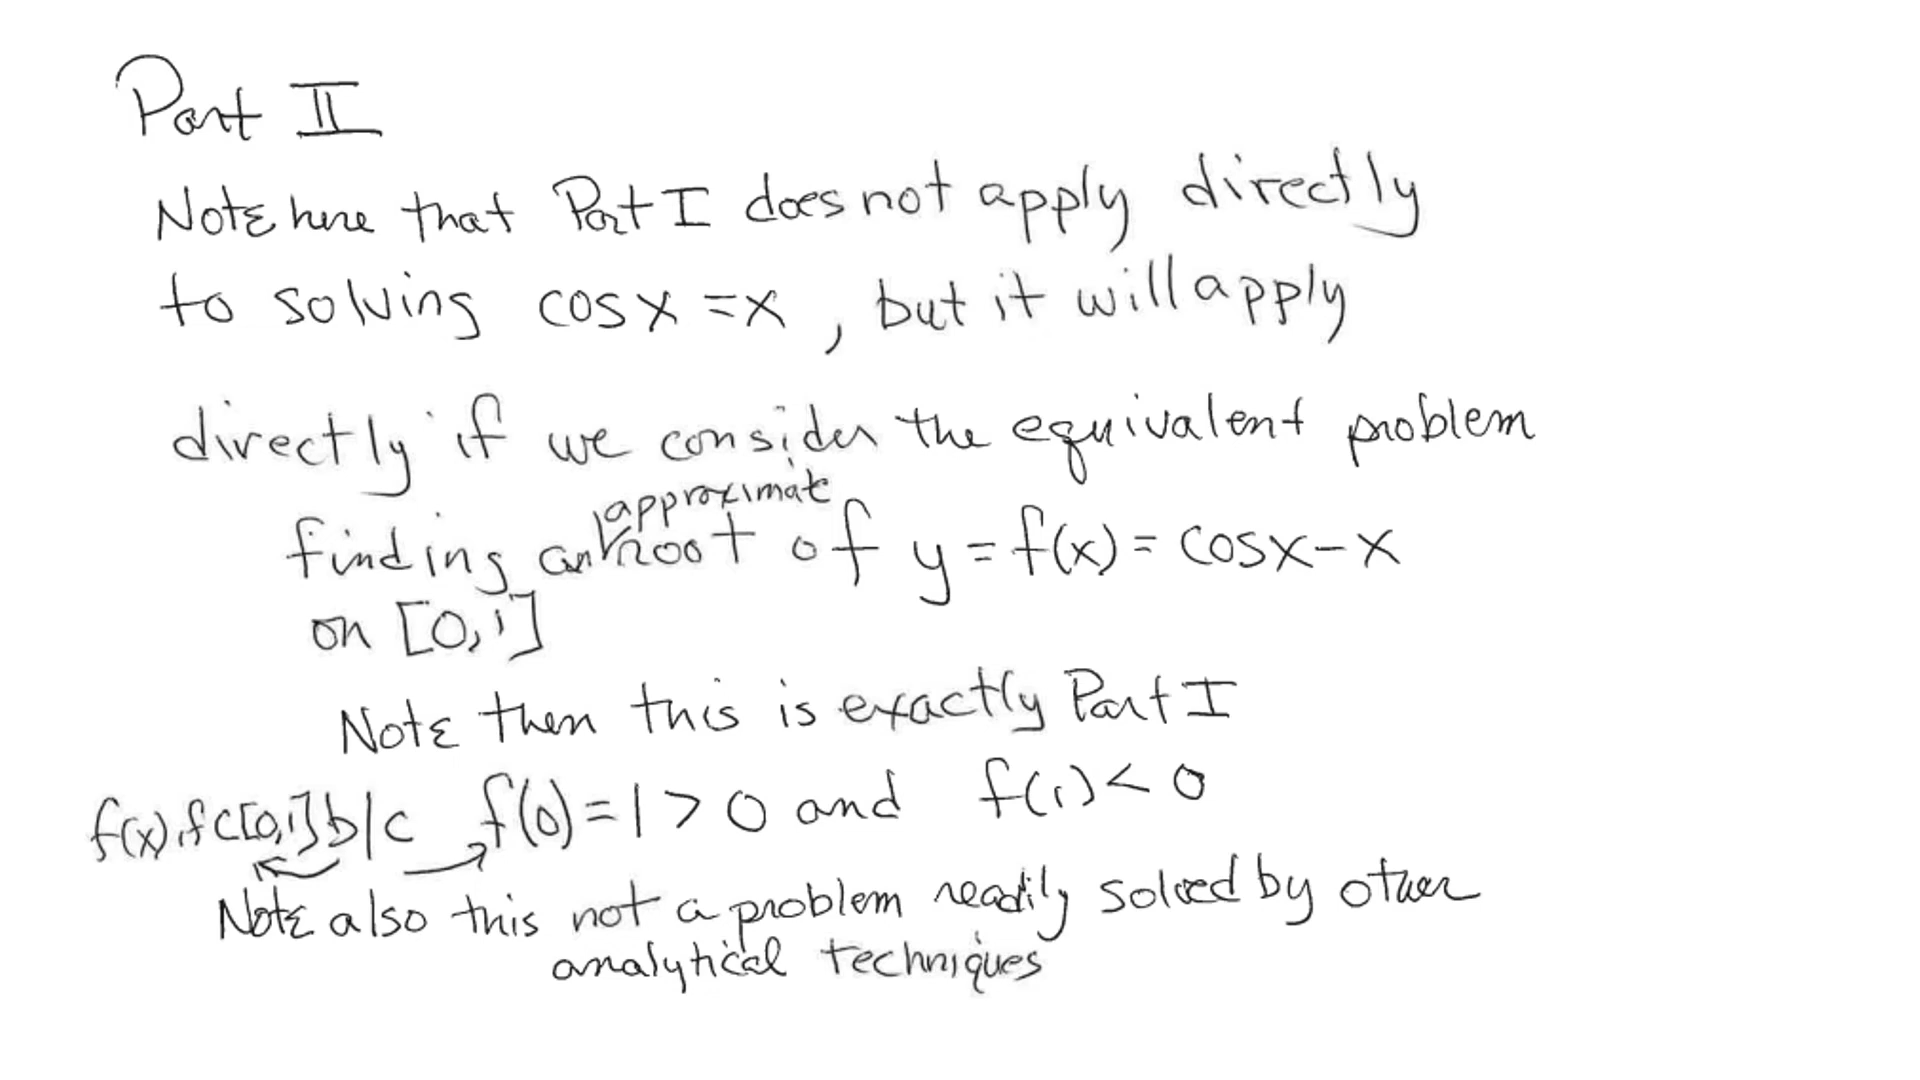 Part II
Note here that Part I does not apply directly
to solving cos x = x , but it will apply
directly if we consider the equivalent problem
approximate
finding an root of y = f(x) = cos x - x
on [0,1]
Note then this is exactly Part I
f(x), f C[0,1] b/c f(0) = 1 > 0 and f(1) < 0
Note also this not a problem readily solved by other
analytical techniques